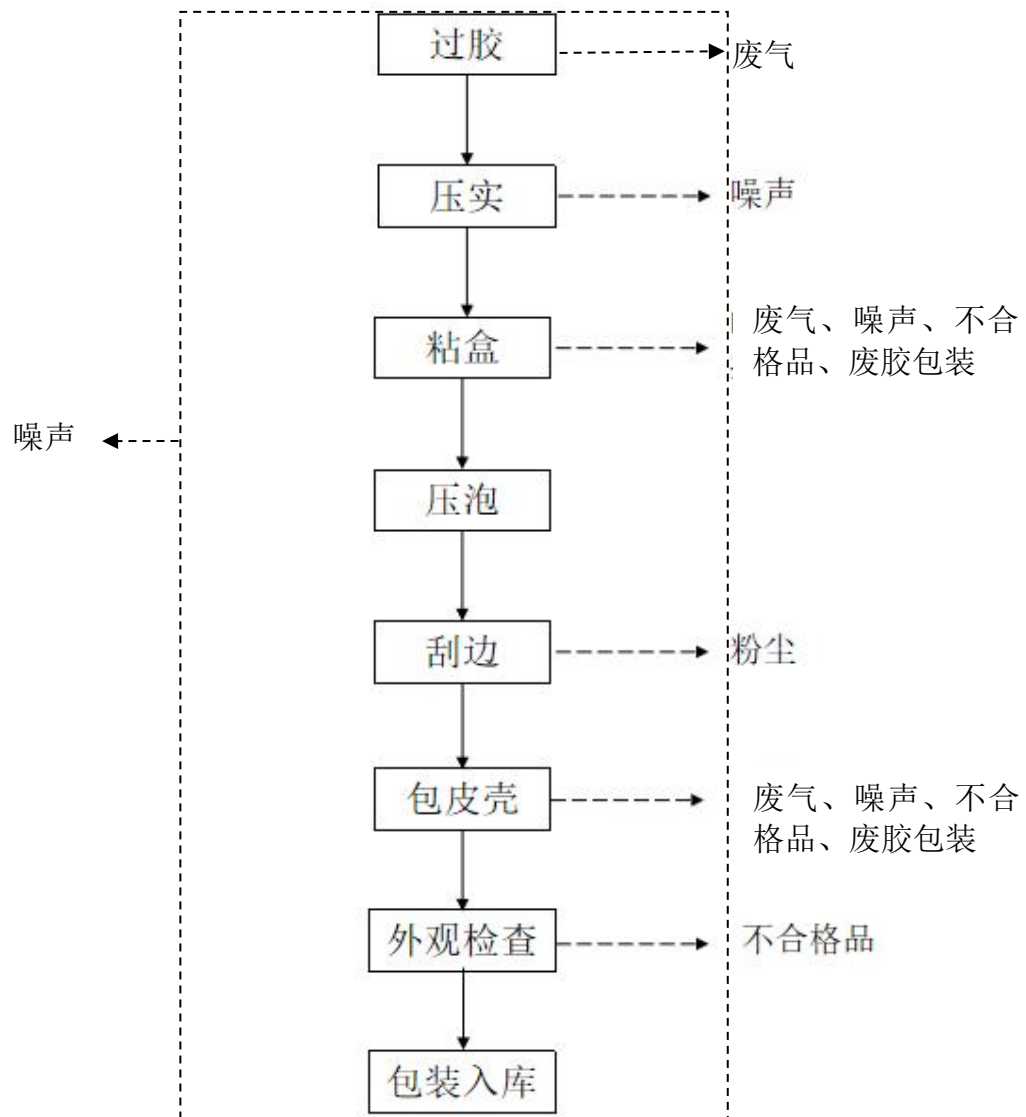 过胶
废气
压实
噪声
粘盒
废气、噪声、不合
格品、废胶包装
噪声
压泡
刮边
粉尘
包皮壳
废气、噪声、不合
格品、废胶包装
外观检查
不合格品
包装入库